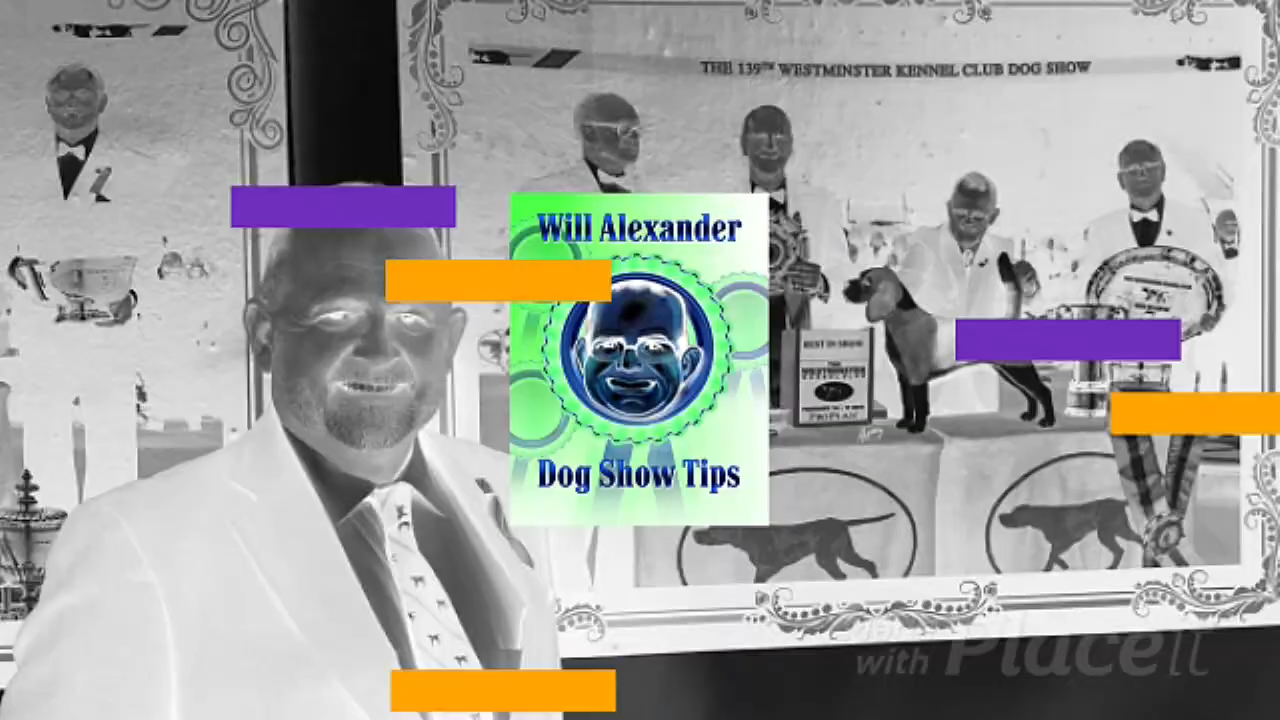 THE 139TH WESTMINSTER KENNEL CLUB DOG SHOW
Will Alexander
BEST IN SHOW
Dog Show Tips
with Placeit